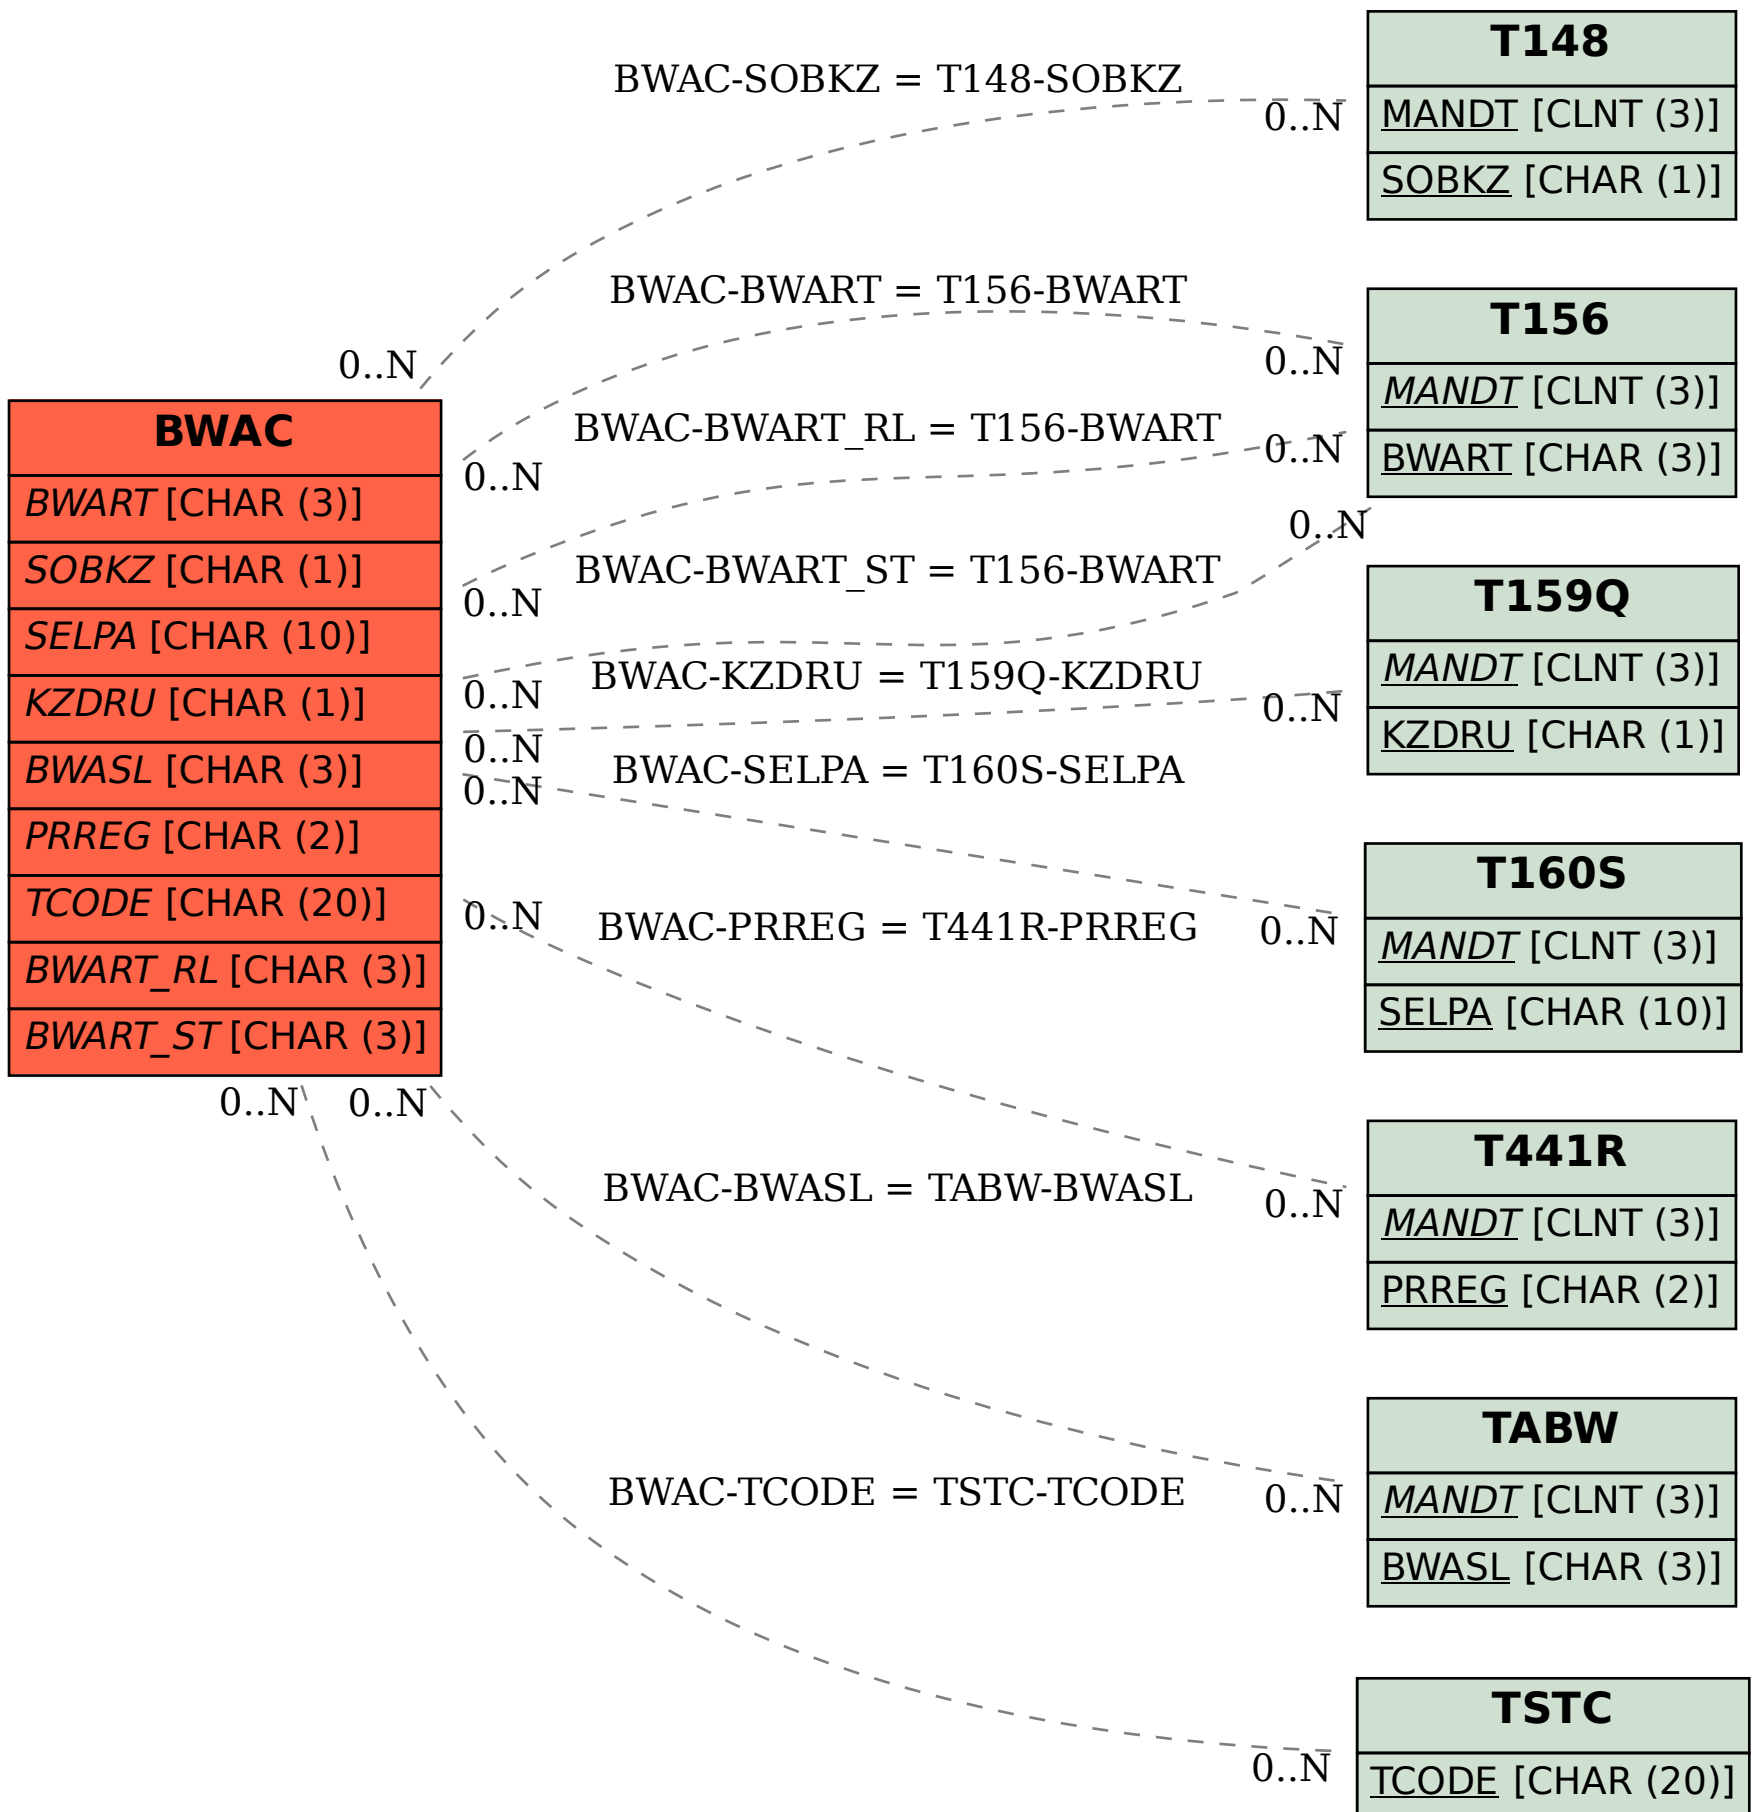 BWAC-SOBKZ = T148-SOBKZ
0..N
0..N
T148
MANDT [CLNT (3)]
SOBKZ [CHAR (1)]
BWAC-BWART = T156-BWART
0..N
0..N
BWAC-BWART_RL = T156-BWART
0..N
0..N
BWAC-BWART_ST = T156-BWART
0..N
0..N
T156
MANDT [CLNT (3)]
BWART [CHAR (3)]
BWAC
BWART [CHAR (3)]
SOBKZ [CHAR (1)]
SELPA [CHAR (10)]
KZDRU [CHAR (1)]
BWASL [CHAR (3)]
PRREG [CHAR (2)]
TCODE [CHAR (20)]
BWART_RL [CHAR (3)]
BWART_ST [CHAR (3)]
BWAC-KZDRU = T159Q-KZDRU
0..N
0..N
T159Q
MANDT [CLNT (3)]
KZDRU [CHAR (1)]
BWAC-SELPA = T160S-SELPA
0..N
0..N
T160S
MANDT [CLNT (3)]
SELPA [CHAR (10)]
BWAC-PRREG = T441R-PRREG
0..N
0..N
T441R
MANDT [CLNT (3)]
PRREG [CHAR (2)]
BWAC-BWASL = TABW-BWASL
0..N
0..N
TABW
MANDT [CLNT (3)]
BWASL [CHAR (3)]
BWAC-TCODE = TSTC-TCODE
0..N
0..N
TSTC
TCODE [CHAR (20)]